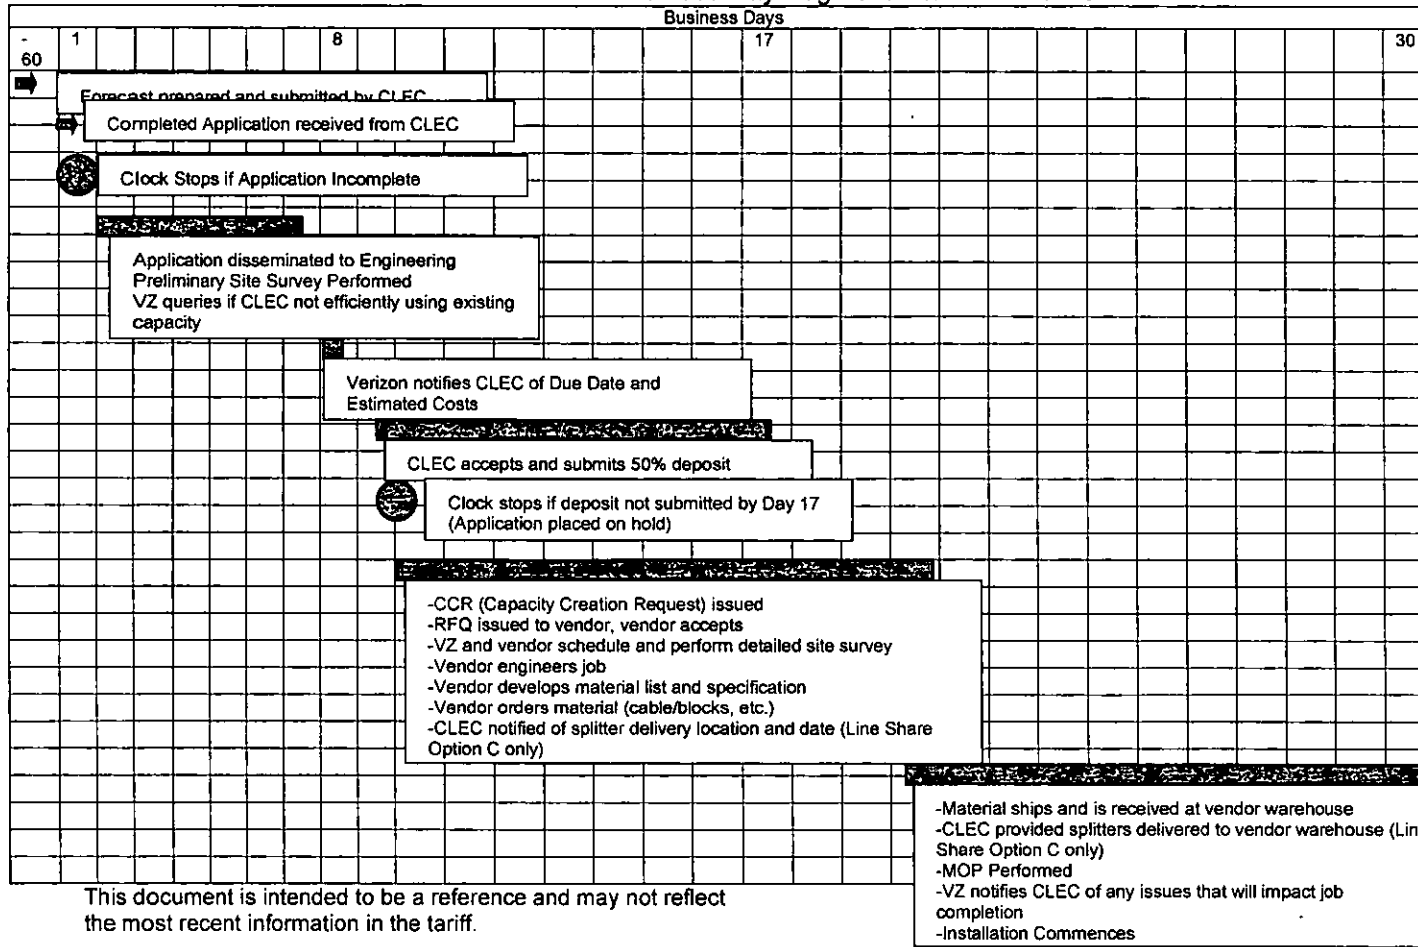 Business Days
-
60
1
8
17
30
Forecast prepared and submitted by CLEC
Completed Application received from CLEC
Clock Stops if Application Incomplete
Application disseminated to Engineering
Preliminary Site Survey Performed
VZ queries if CLEC not efficiently using existing
capacity
Verizon notifies CLEC of Due Date and
Estimated Costs
CLEC accepts and submits 50% deposit
Clock stops if deposit not submitted by Day 17
(Application placed on hold)
-CCR (Capacity Creation Request) issued
-RFQ issued to vendor, vendor accepts
-VZ and vendor schedule and perform detailed site survey
-Vendor engineers job
-Vendor develops material list and specification
-Vendor orders material (cable/blocks, etc.)
-CLEC notified of splitter delivery location and date (Line Share
Option C only)
-Material ships and is received at vendor warehouse
-CLEC provided splitters delivered to vendor warehouse (Lin
Share Option C only)
-MOP Performed
-VZ notifies CLEC of any issues that will impact job
completion
-Installation Commences
This document is intended to be a reference and may not reflect
the most recent information in the tariff.